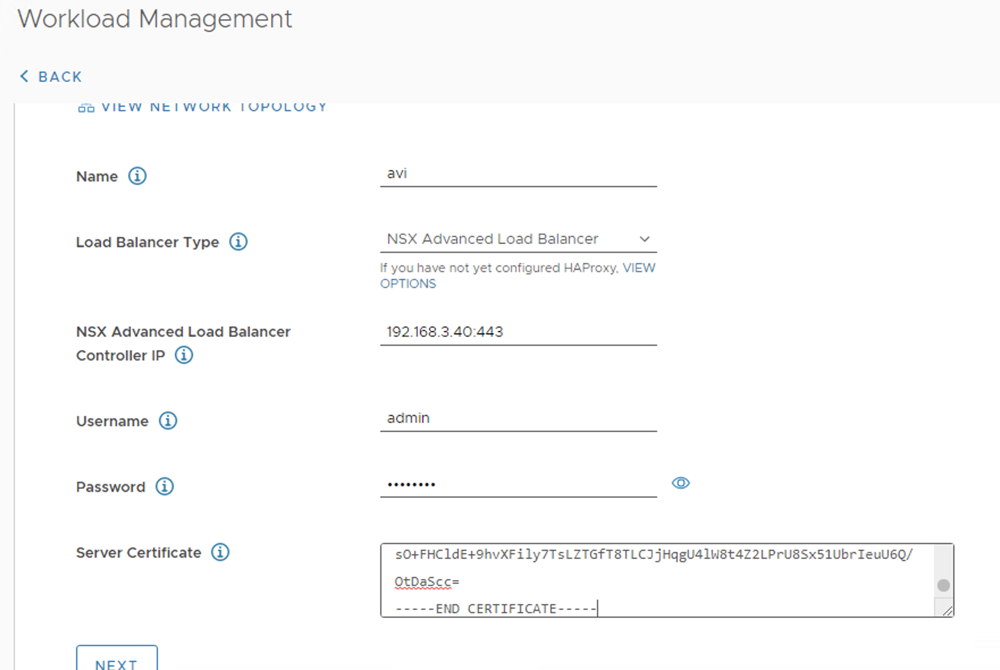 Workload Management
BACK
VIEW NETWORK TOPOLOGY
Name
avi
Load Balancer Type
NSX Advanced Load Balancer
If you have not yet configured HAProxy, VIEW
OPTIONS
NSX Advanced Load Balancer
Controller IP
192.168.3.40:443
Username
admin
Password
••••••••
Server Certificate
sO+FHCldE+9hvXFily7TsLZTGfT8TLCJjHqgU4lW8t4Z2LPrU8Sx51UbrIeuU6Q/
OtDaScc=
-----END CERTIFICATE-----
NEXT